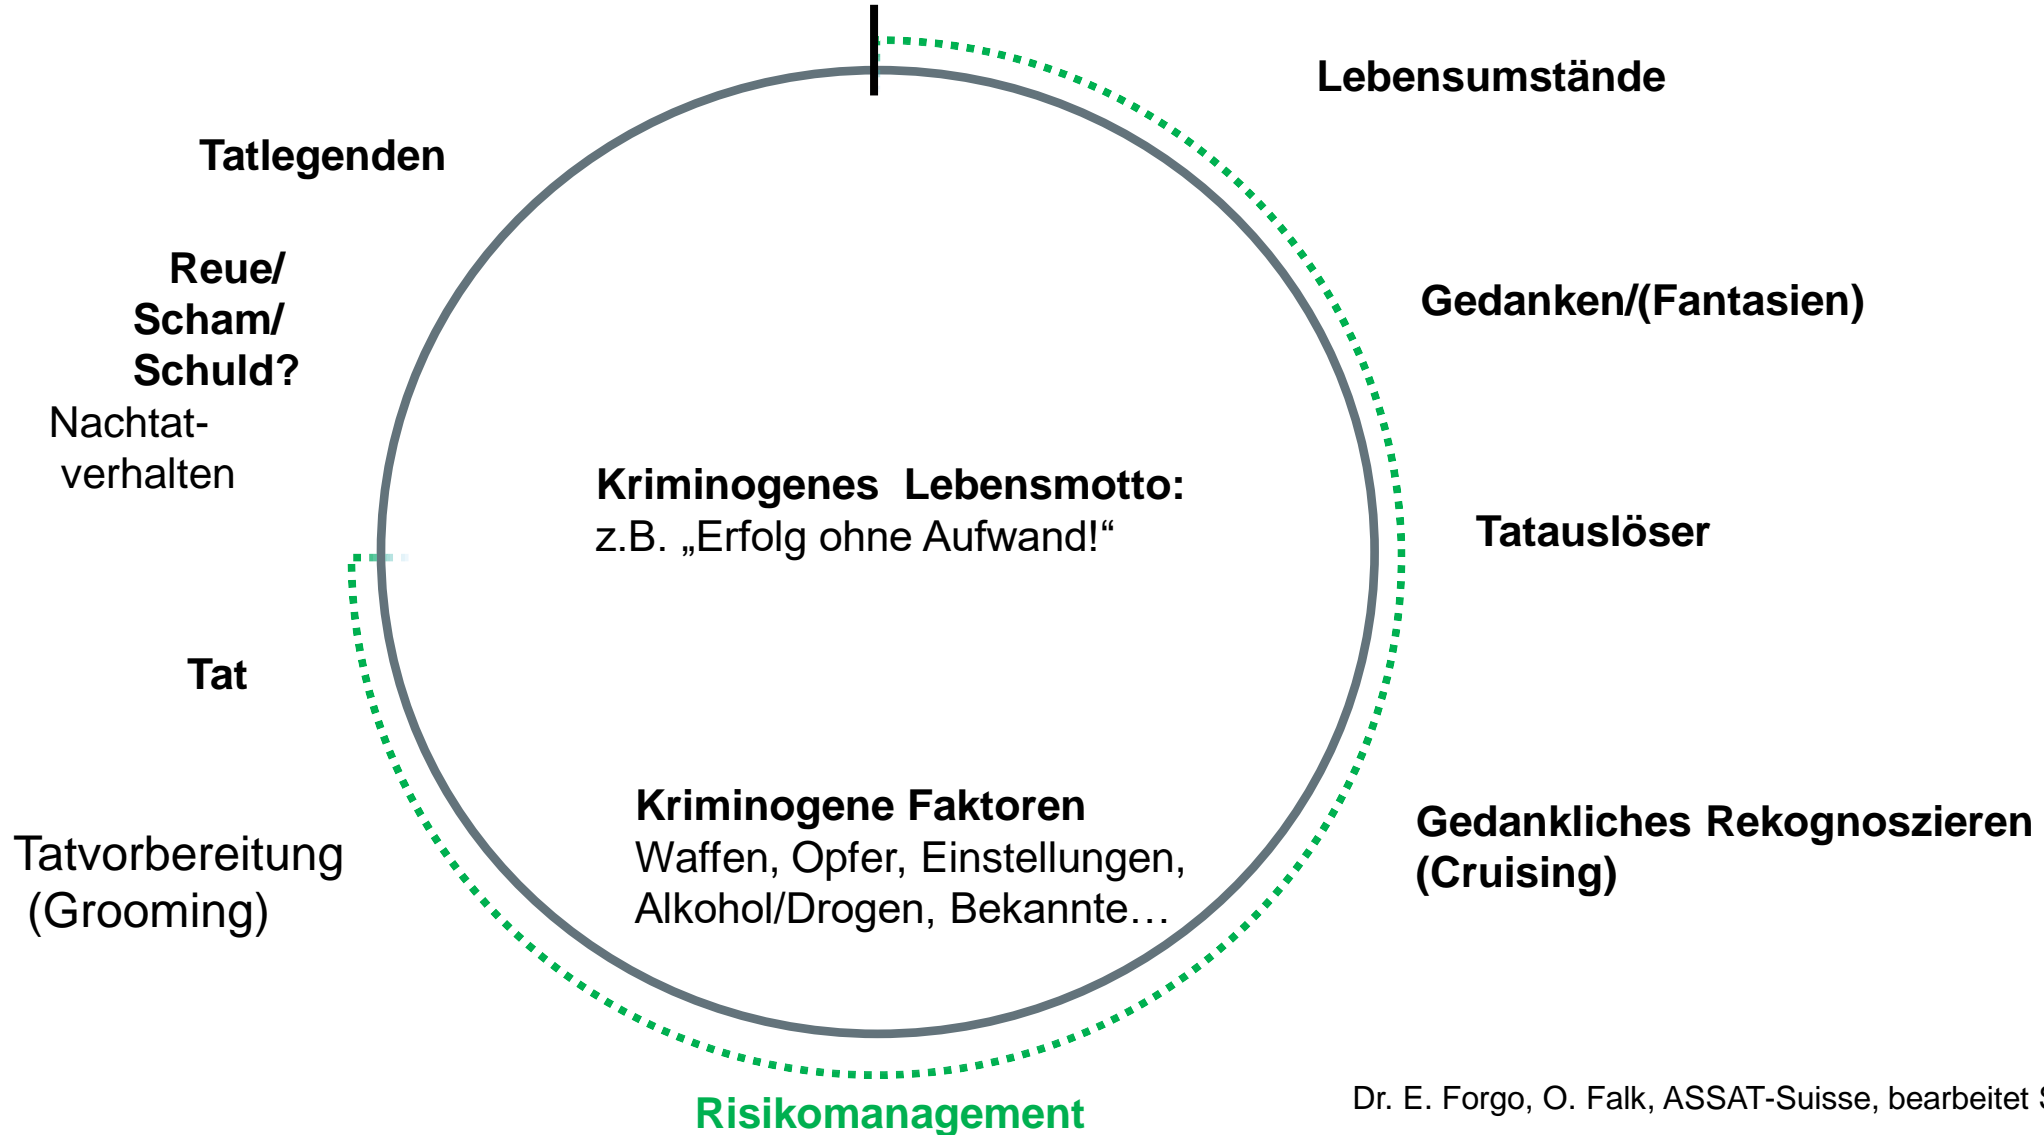 Lebensumstände
Tatlegenden
Reue/
Scham/
Schuld?
Nachtat-
verhalten
Gedanken/(Fantasien)
Kriminogenes Lebensmotto:
z.B. „Erfolg ohne Aufwand!“
Tatauslöser
Tat
Kriminogene Faktoren
Waffen, Opfer, Einstellungen,
Alkohol/Drogen, Bekannte…
Gedankliches Rekognoszieren
(Cruising)
Tatvorbereitung
(Grooming)
Risikomanagement
Dr. E. Forgo, O. Falk, ASSAT-Suisse, bearbeitet